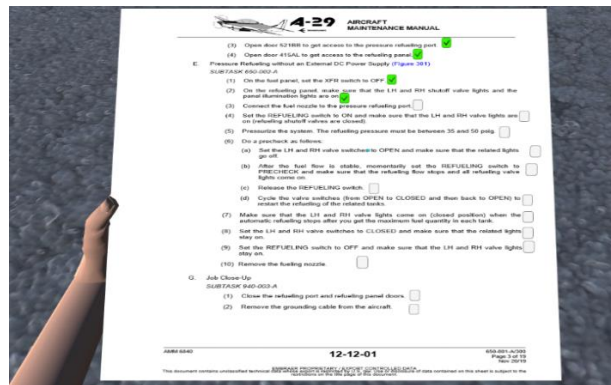 A-29
AIRCRAFT
MAINTENANCE MANUAL
(3) Open door 521BB to get access to the pressure refueling port
(4) Open door 415AL to get access to the refueling panel
E. Pressure Refueling without an External DC Power Supply (Figure 301)
SUBTASK 650-002-A
(1) On the fuel panel, set the XFR switch to OFF
(2) On the refueling panel, make sure that the LH and RH shutoff valve lights and the
panel illumination lights are on
(3) Connect the fuel nozzle to the pressure refueling port.
(4) Set the REFUELING switch to ON and make sure that the LH and RH valve lights are
on (refueling shutoff valves are closed).
(5) Pressurize the system. The refueling pressure must be between 35 and 50 psig.
(6) Do a precheck as follows:
(a) Set the LH and RH valve switches to OPEN and make sure that the related lights
go off.
(b) After the fuel flow is stable, momentarily set the REFUELING switch to
PRECHECK and make sure that the refueling flow stops and all refueling valve
lights come on.
(c) Release the REFUELING switch.
(d) Cycle the valve switches (from OPEN to CLOSED and then back to OPEN) to
restart the refueling of the related tanks.
(7) Make sure that the LH and RH valve lights come on (closed position) when the
automatic refueling stops after you get the maximum fuel quantity in each tank.
(8) Set the LH and RH valve switches to CLOSED and make sure that the related lights
stay on.
(9) Set the REFUELING switch to OFF and make sure that the LH and RH valve lights
stay on.
(10) Remove the fueling nozzle.
G. Job Close-Up
SUBTASK 940-003-A
(1) Close the refueling port and refueling panel doors.
(2) Remove the grounding cable from the aircraft.
12-12-01
Page 3 of 19
Nov 20/19
EMBRAER PROPRIETARY / EXPORT CONTROLLED DATA